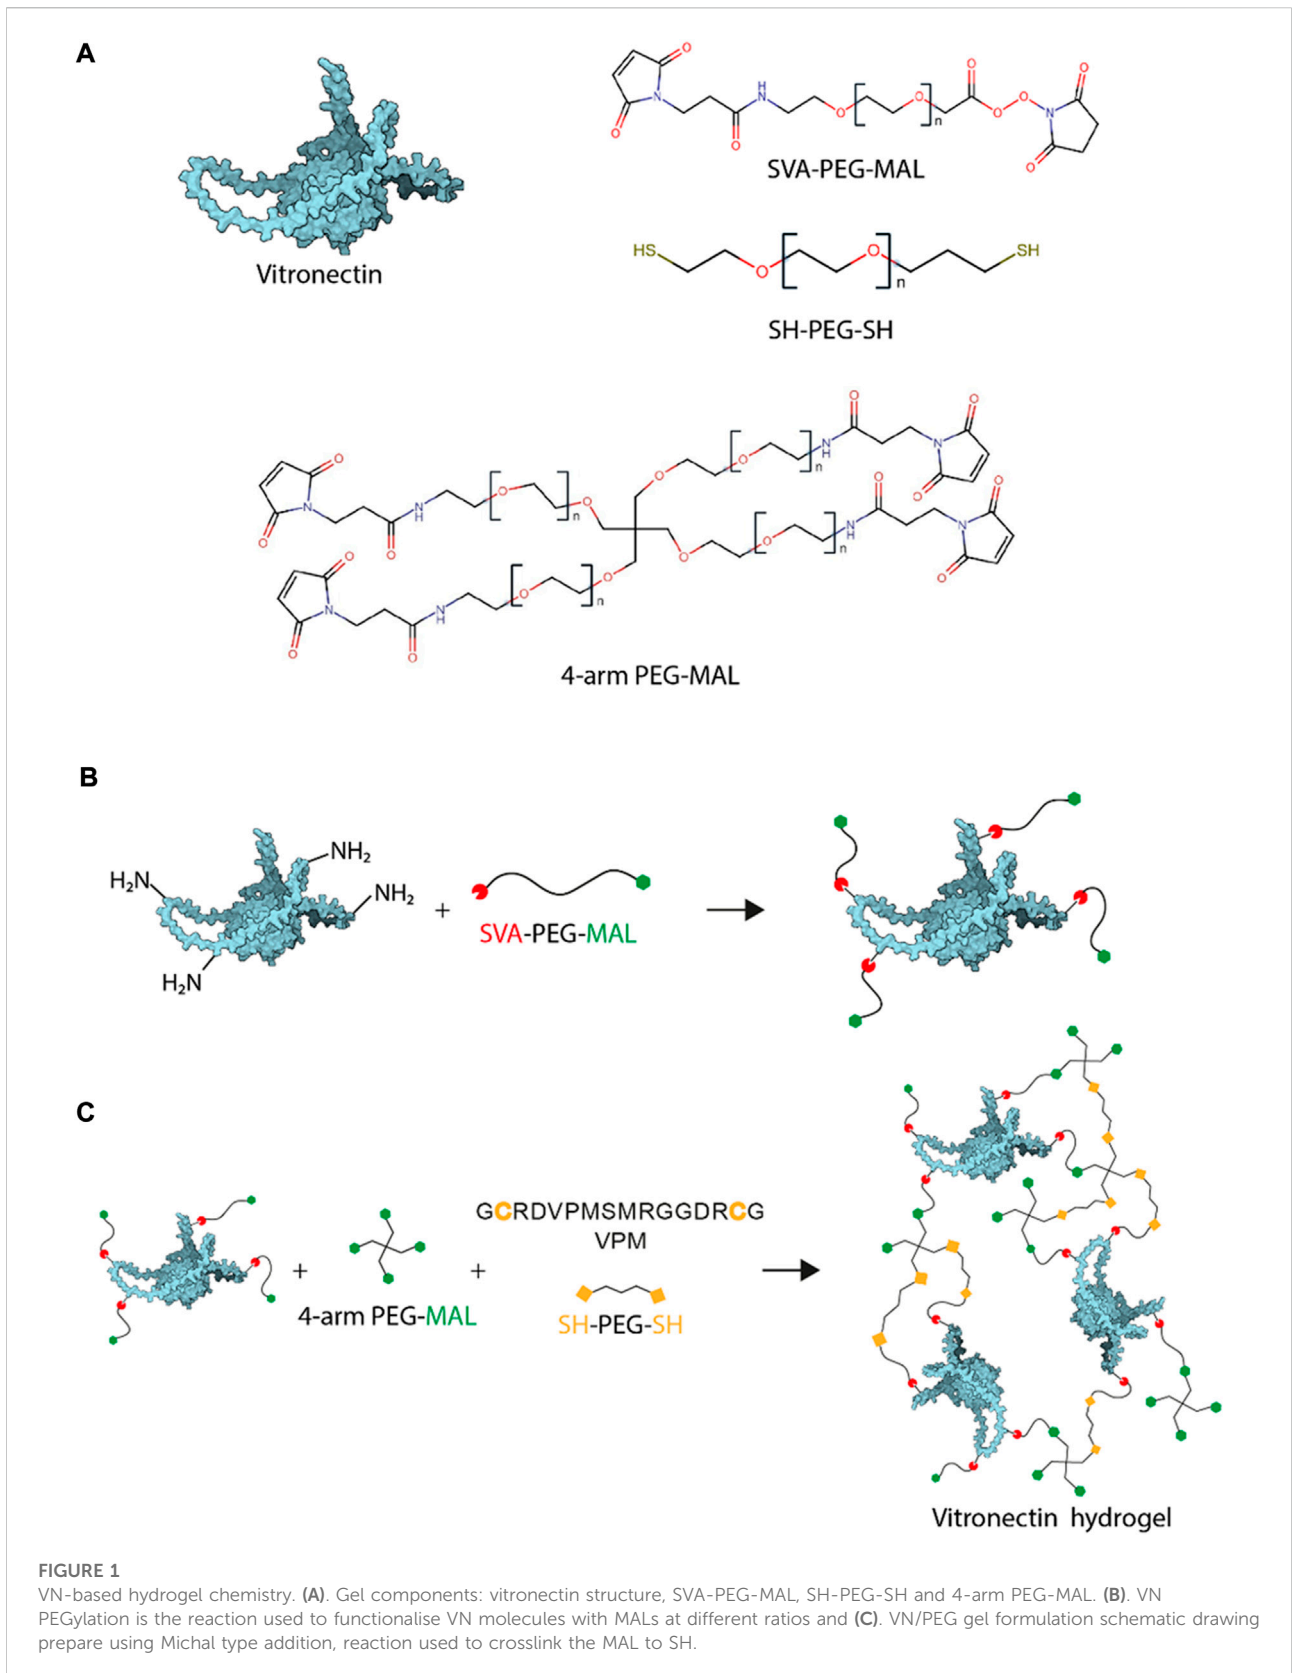 A
Vitronectin
O
O
N
O
H
N
O
O
n
O
O
O
N
O
O
SVA-PEG-MAL
HS
O
O
n
SH
SH-PEG-SH
O
O
N
O
N
H
O
n
O
O
O
n
N
H
O
N
O
O
O
O
N
O
N
H
O
n
O
O
O
n
N
H
O
N
O
O
4-arm PEG-MAL
B
H₂N
NH₂
NH₂
H₂N
+
SVA-PEG-MAL
C
+
4-arm PEG-MAL
+
GCRDVPMSMRGGDRCG
VPM
SH-PEG-SH
Vitronectin hydrogel
FIGURE 1
VN-based hydrogel chemistry. (A). Gel components: vitronectin structure, SVA-PEG-MAL, SH-PEG-SH and 4-arm PEG-MAL. (B). VN
PEGylation is the reaction used to functionalise VN molecules with MALs at different ratios and (C). VN/PEG gel formulation schematic drawing
prepare using Michal type addition, reaction used to crosslink the MAL to SH.